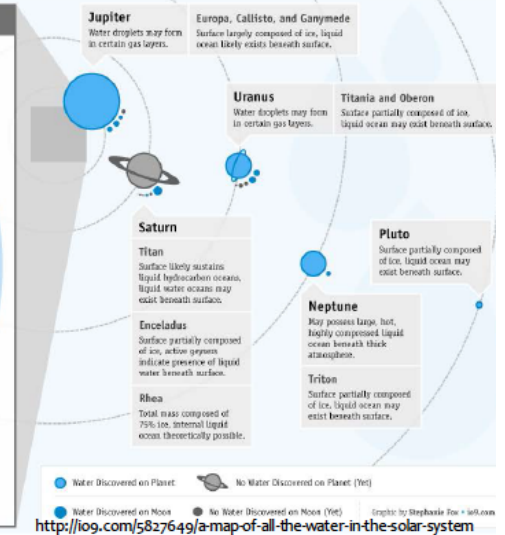 Jupiter
Water droplets may form
in certain gas layers.
Europa, Callisto, and Ganymede
Surface largely composed of ice, liquid
ocean likely exists beneath surface.
Uranus
Water droplets may form
in certain gas layers.
Titania and Oberon
Surface partially composed of ice,
liquid ocean may exist beneath surface.
Saturn
Titan
Surface likely sustains
liquid hydrocarbon oceans,
liquid water oceans may
exist beneath surface.
Enceladus
Surface partially composed
of ice, active geysers
indicate presence of liquid
water beneath surface.
Rhea
Total mass composed of
75% ice, internal liquid
ocean theoretically possible.
Pluto
Surface partially composed
of ice, liquid ocean may
exist beneath surface.
Neptune
May possess large, hot,
highly compressed liquid
ocean beneath thick
atmosphere.
Triton
Surface partially composed
of ice, liquid ocean may
exist beneath surface.
Water Discovered on Planet
No Water Discovered on Planet (Yet)
Water Discovered on Moon
No Water Discovered on Moon (Yet)
Graphic by Stephanie Fox • io9.com
http://io9.com/5827649/a-map-of-all-the-water-in-the-solar-system